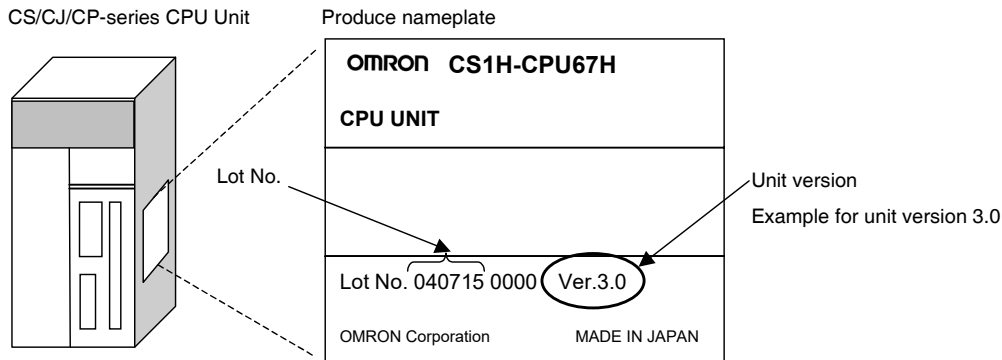 CS/CJ/CP-series CPU Unit
Produce nameplate
OMRON CS1H-CPU67H
CPU UNIT
Lot No.
Unit version
Example for unit version 3.0
Lot No. 040715 0000 Ver.3.0
OMRON Corporation MADE IN JAPAN